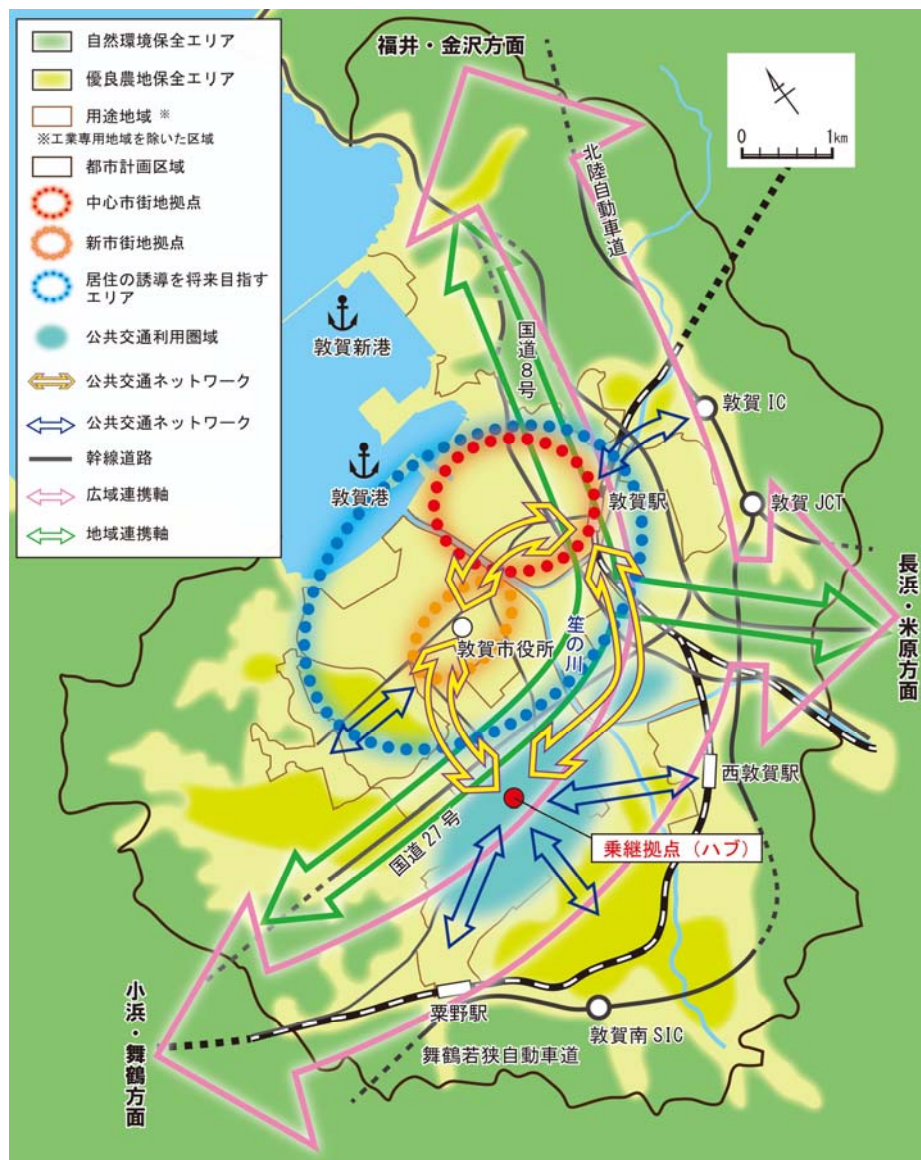 自然環境保全エリア
優良農地保全エリア
用途地域 ※
※工業専用地域を除いた区域
都市計画区域
中心市街地拠点
新市街地拠点
居住の誘導を将来目指す
エリア
公共交通利用圏域
公共交通ネットワーク
公共交通ネットワーク
幹線道路
広域連携軸
地域連携軸
福井・金沢方面
0 1km
北陸自動車道
国道8号
敦賀新港
敦賀港
敦賀IC
敦賀駅
敦賀JCT
長浜・米原方面
敦賀市役所
笙の川
西敦賀駅
乗継拠点（ハブ）
国道27号
小浜・舞鶴方面
粟野駅
敦賀南SIC
舞鶴若狭自動車道